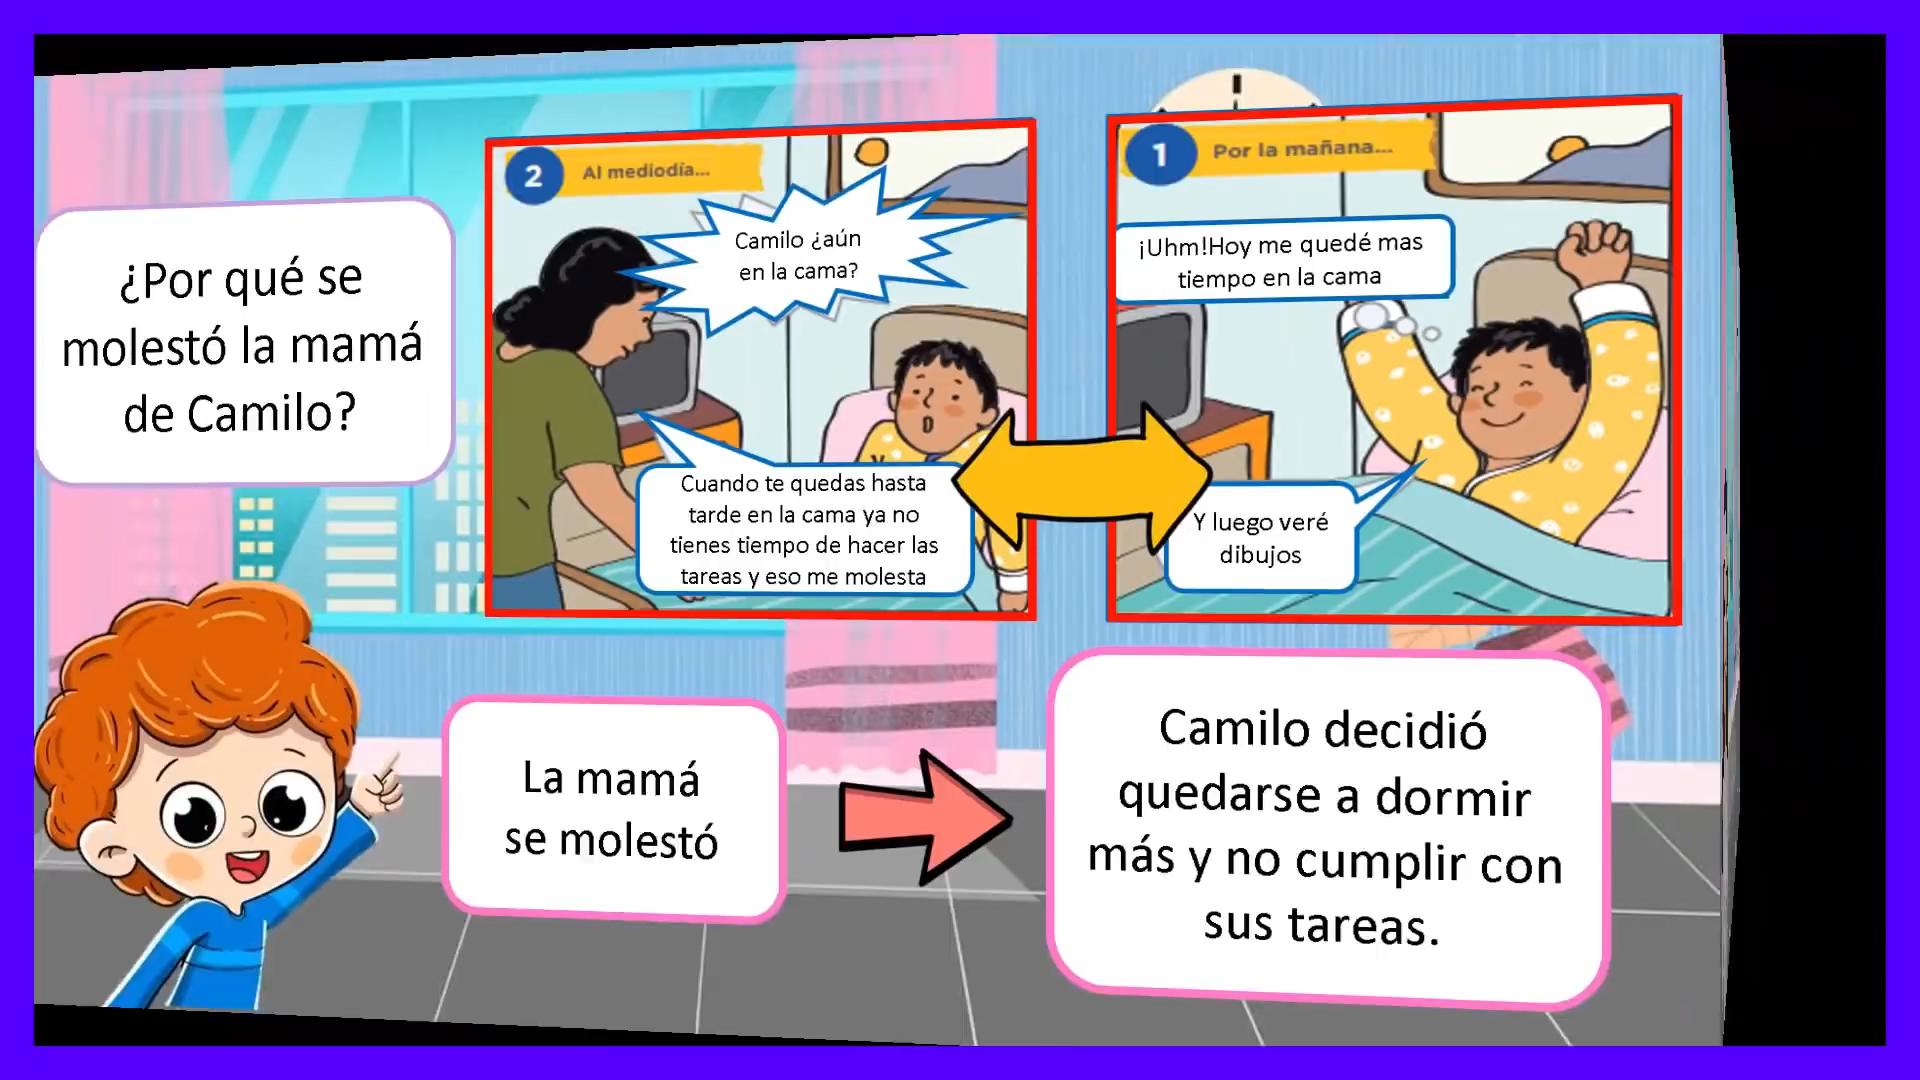 ¿Por qué se
molestó la mamá
de Camilo?
2
Al mediodía...
Camilo ¿aún
en la cama?
Cuando te quedas hasta
tarde en la cama ya no
tienes tiempo de hacer las
tareas y eso me molesta
1
Por la mañana...
¡Uhm!Hoy me quedé mas
tiempo en la cama
Y luego veré
dibujos
La mamá
se molestó
Camilo decidió
quedarse a dormir
más y no cumplir con
sus tareas.